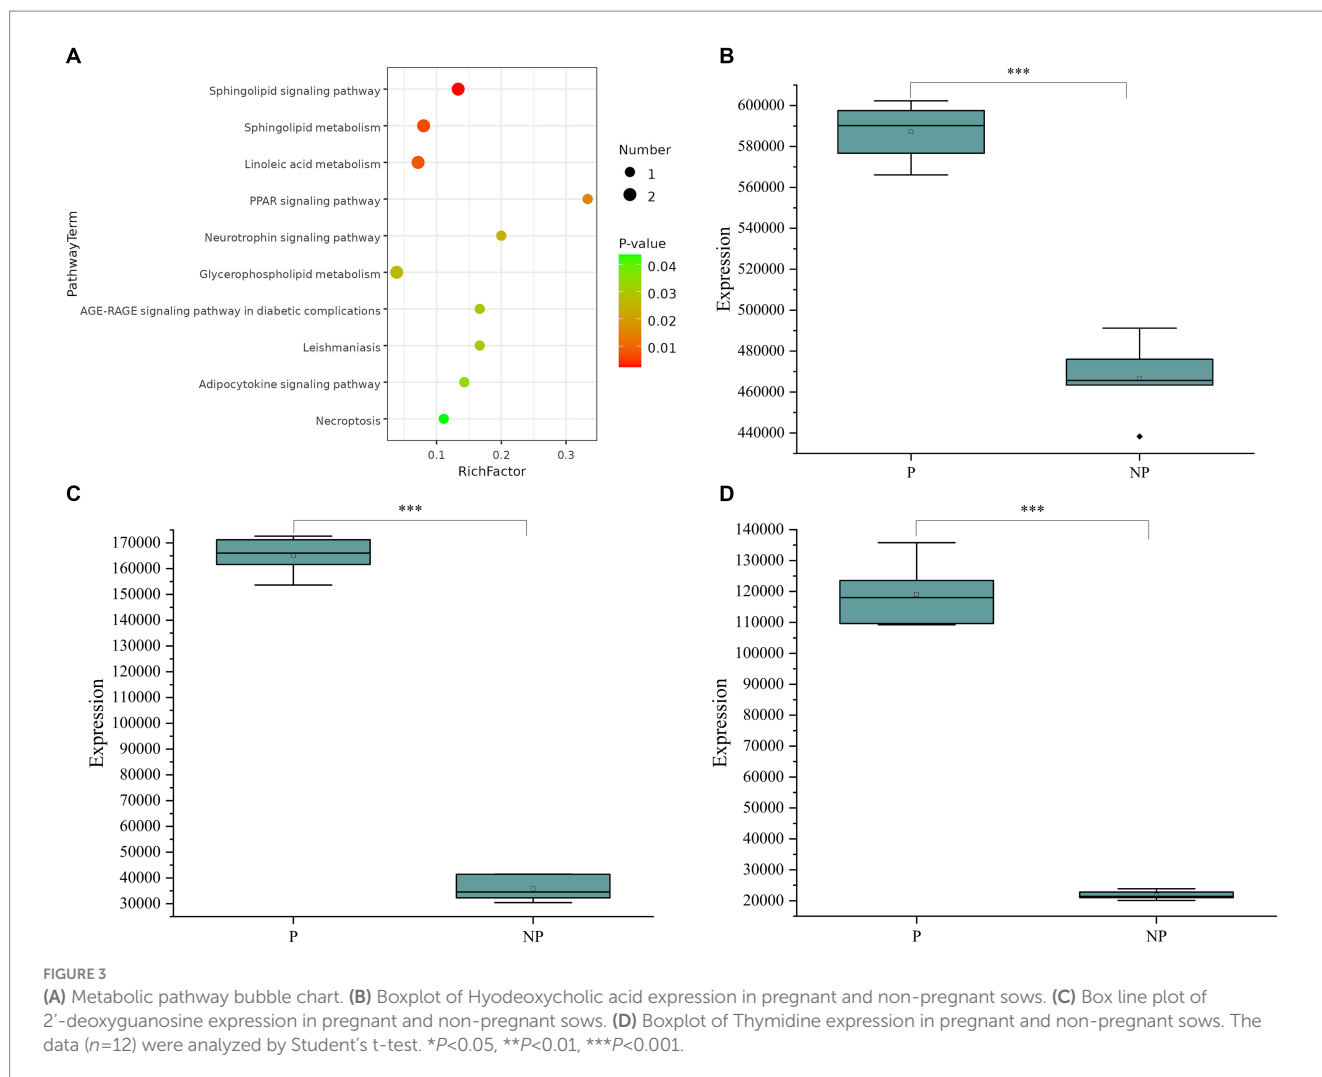 A
Sphingolipid signaling pathway
Sphingolipid metabolism
Linoleic acid metabolism
PPAR signaling pathway
Neurotrophin signaling pathway
Glycerophospholipid metabolism
AGE-RAGE signaling pathway in diabetic complications
Leishmaniasis
Adipocytokine signaling pathway
Necroptosis
PathwayTerm
0.1 0.2 0.3
RichFactor
Number
1
2
P-value
0.04
0.03
0.02
0.01
B
***
600000
580000
560000
540000
520000
500000
480000
460000
440000
Expression
P NP
C
***
170000
160000
150000
140000
130000
120000
110000
100000
90000
80000
70000
60000
50000
40000
30000
Expression
P NP
D
***
140000
130000
120000
110000
100000
90000
80000
70000
60000
50000
40000
30000
20000
Expression
P NP
FIGURE 3
(A) Metabolic pathway bubble chart. (B) Boxplot of Hyodeoxycholic acid expression in pregnant and non-pregnant sows. (C) Box line plot of
2′-deoxyguanosine expression in pregnant and non-pregnant sows. (D) Boxplot of Thymidine expression in pregnant and non-pregnant sows. The
data (n=12) were analyzed by Student's t-test. *P<0.05, **P<0.01, ***P<0.001.